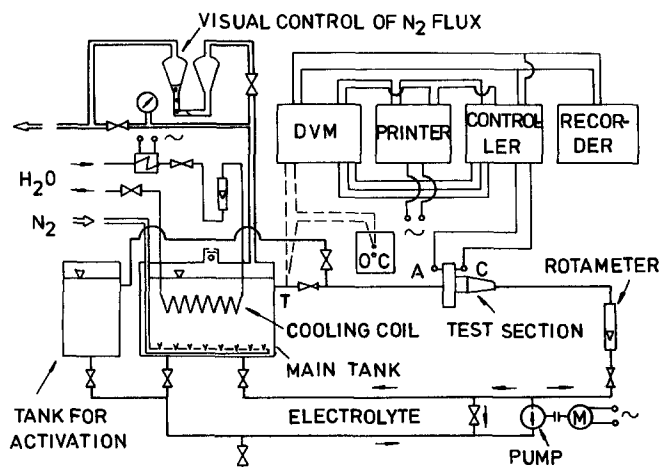 VISUAL CONTROL OF N₂ FLUX
DVM
PRINTER
CONTROL
LER
RECOR-
DER
~
H₂O
N₂
~
0°C
A
C
T
ROTAMETER
COOLING COIL
TEST SECTION
MAIN TANK
TANK FOR
ACTIVATION
ELECTROLYTE
M
~
PUMP